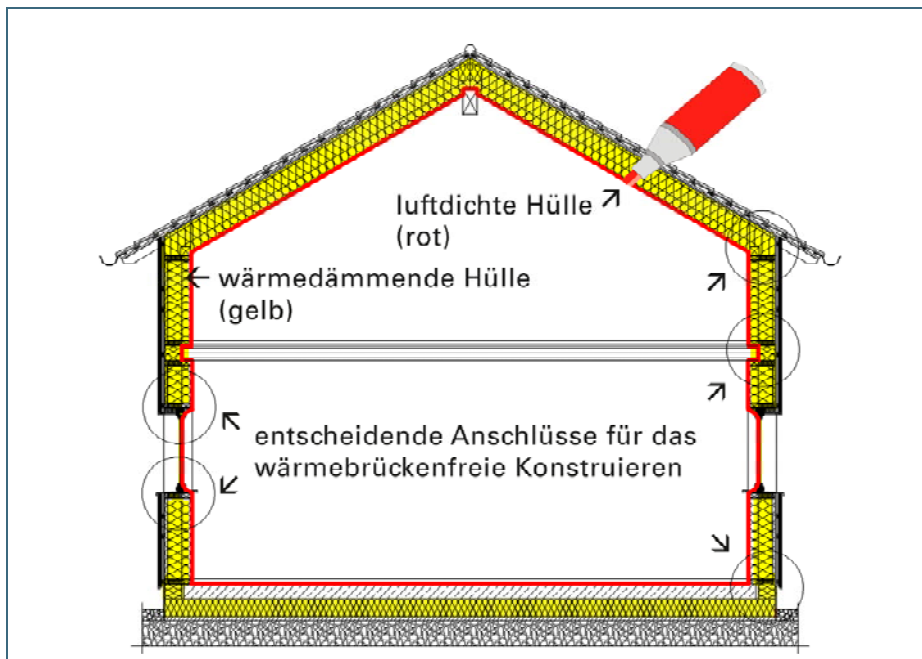 luftdichte Hülle
(rot)
wärmedämmende Hülle
(gelb)
entscheidende Anschlüsse für das
wärmebrückenfreie Konstruieren